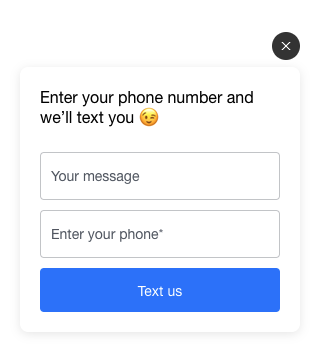 Enter your phone number and
we'll text you 😉
Your message
Enter your phone*
Text us